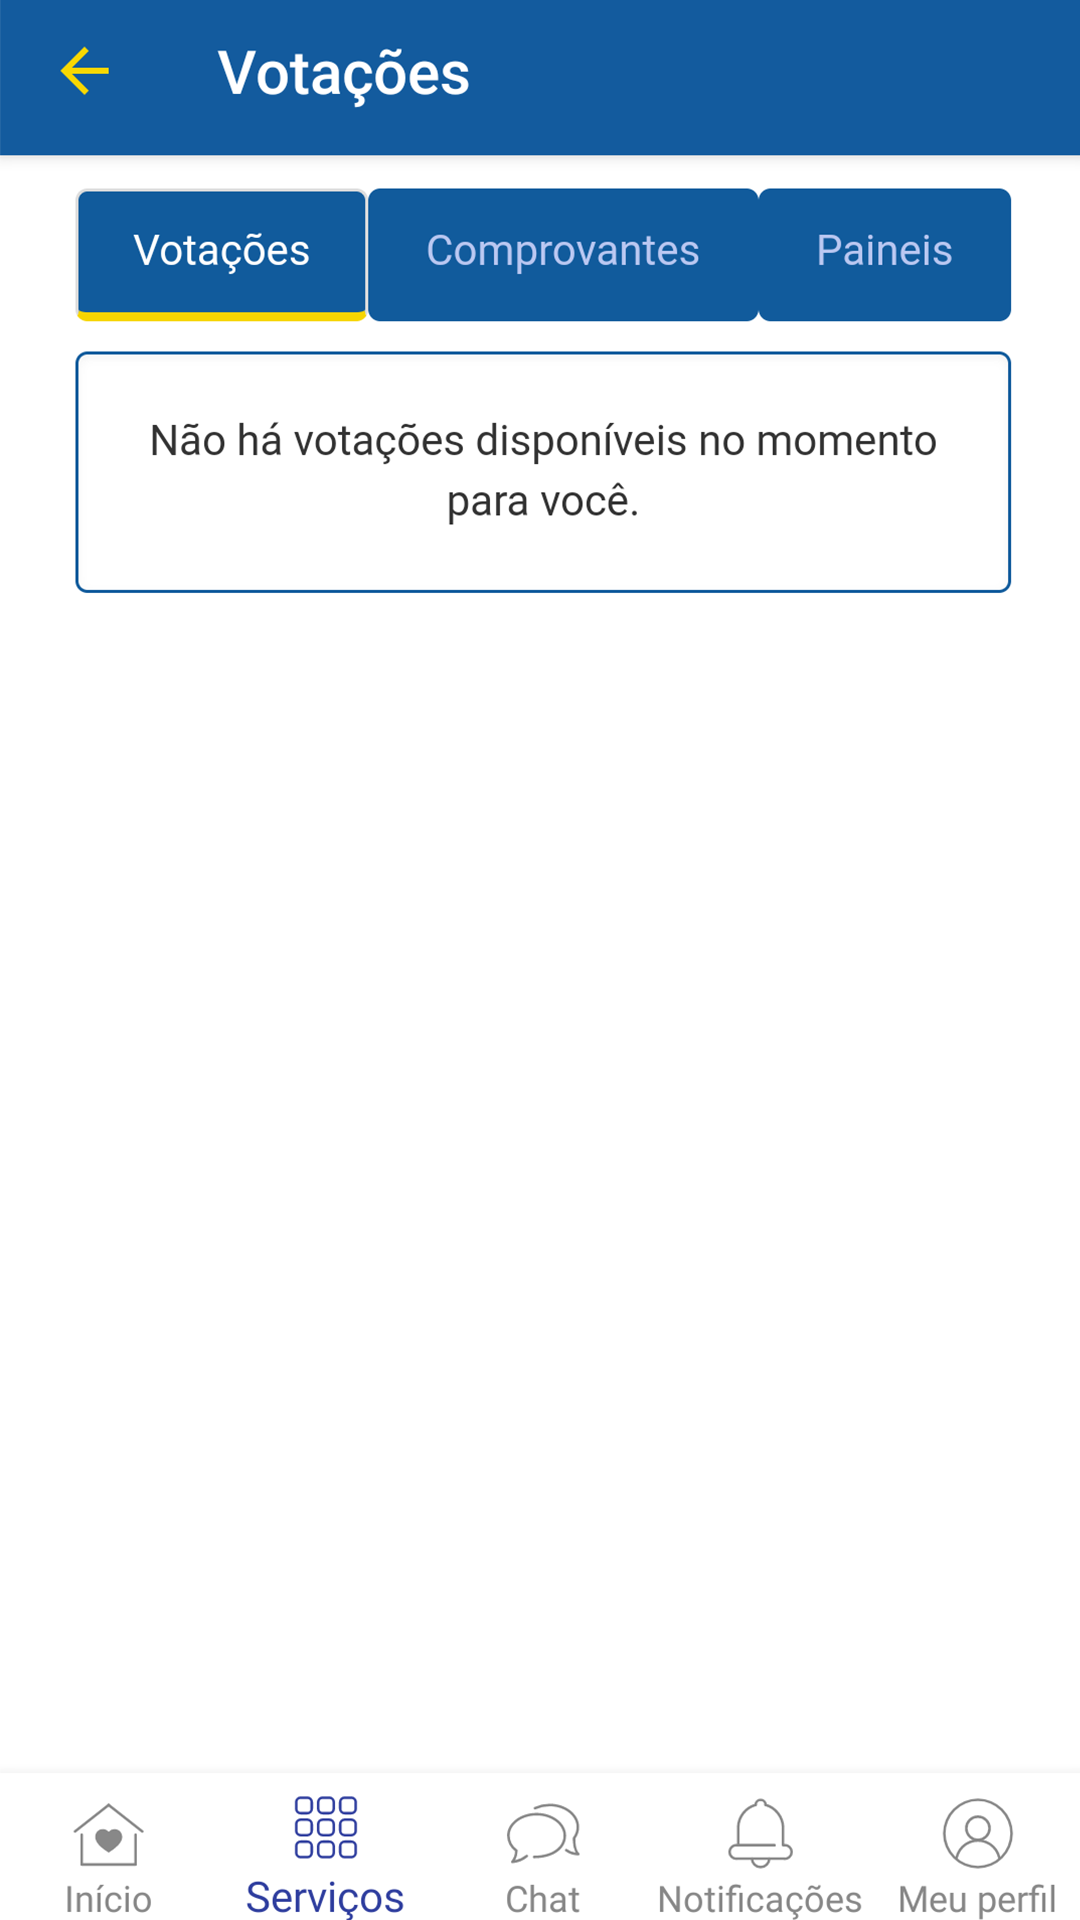 Votações
Votações
Comprovantes
Paineis
Não há votações disponíveis no momento
para você.
Início
Serviços
Chat
Notificações
Meu perfil